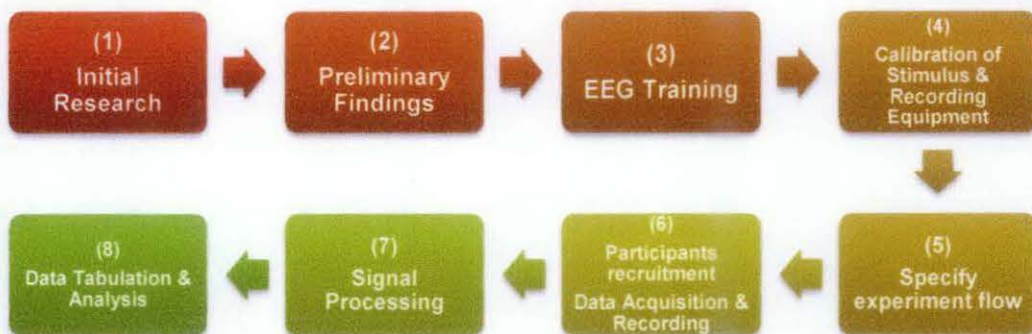 (1)
Initial
Research
(2)
Preliminary
Findings
(3)
EEG Training
(4)
Calibration of
Stimulus &
Recording
Equipment
(5)
Specify
experiment flow
(6)
Participants
recruitment
Data Acquisition &
Recording
(7)
Signal
Processing
(8)
Data Tabulation &
Analysis